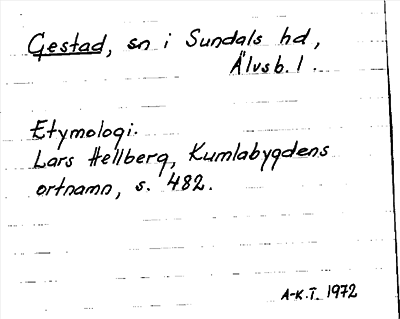 Gestad, sn i Sundals hd,
Älvsb. l.
Etymologi.
Lars Hellberg, Kumlabygdens
ortnamn, s. 482.
A-K.T. 1972